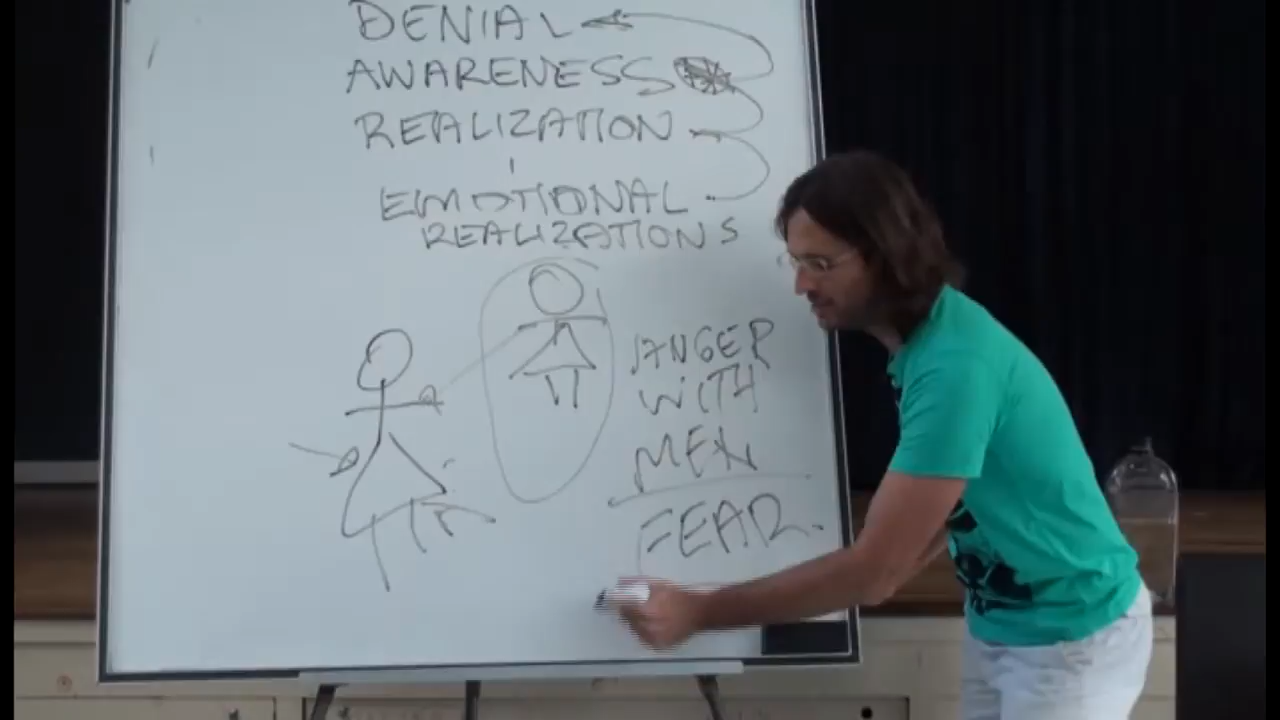 DENIAL
AWARENESS
REALIZATION
EMOTIONAL
REALIZATIONS
ANGER
WITH
MEN
FEAR.